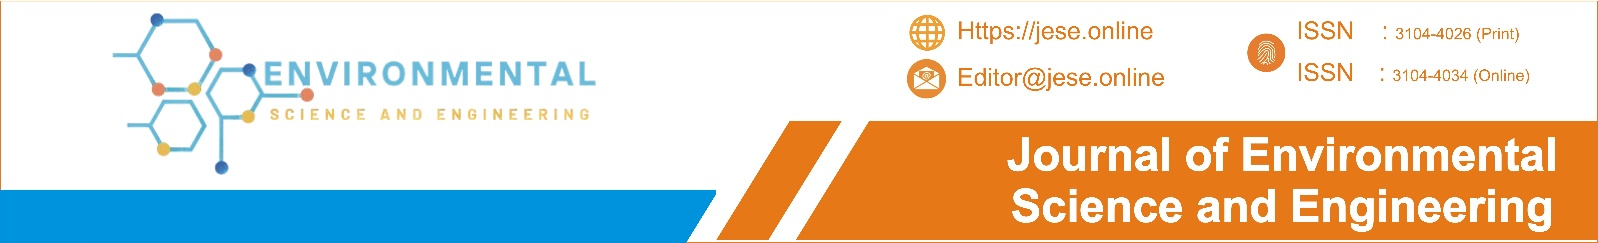 ENVIRONMENTAL
SCIENCE AND ENGINEERING
Https://jese.online
Editor@jese.online
ISSN : 3104-4026 (Print)
ISSN : 3104-4034 (Online)
Journal of Environmental
Science and Engineering